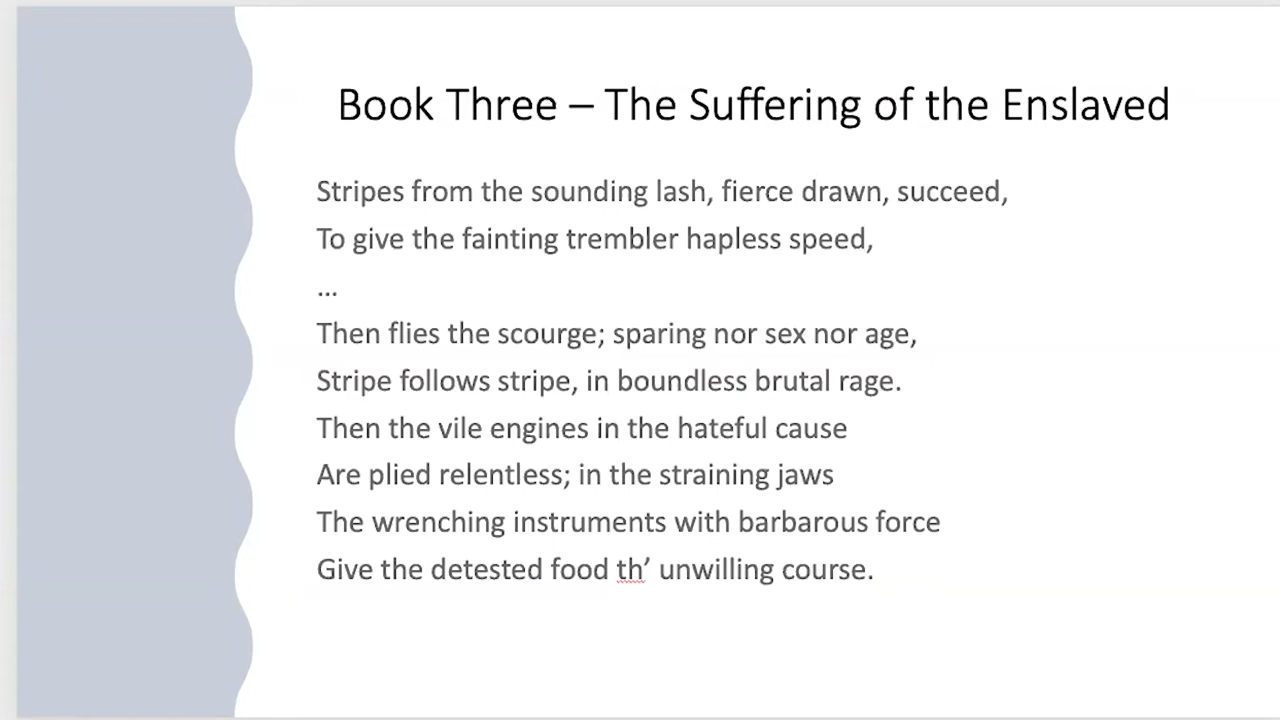 Book Three – The Suffering of the Enslaved
Stripes from the sounding lash, fierce drawn, succeed,
To give the fainting trembler hapless speed,
…
Then flies the scourge; sparing nor sex nor age,
Stripe follows stripe, in boundless brutal rage.
Then the vile engines in the hateful cause
Are plied relentless; in the straining jaws
The wrenching instruments with barbarous force
Give the detested food th’ unwilling course.